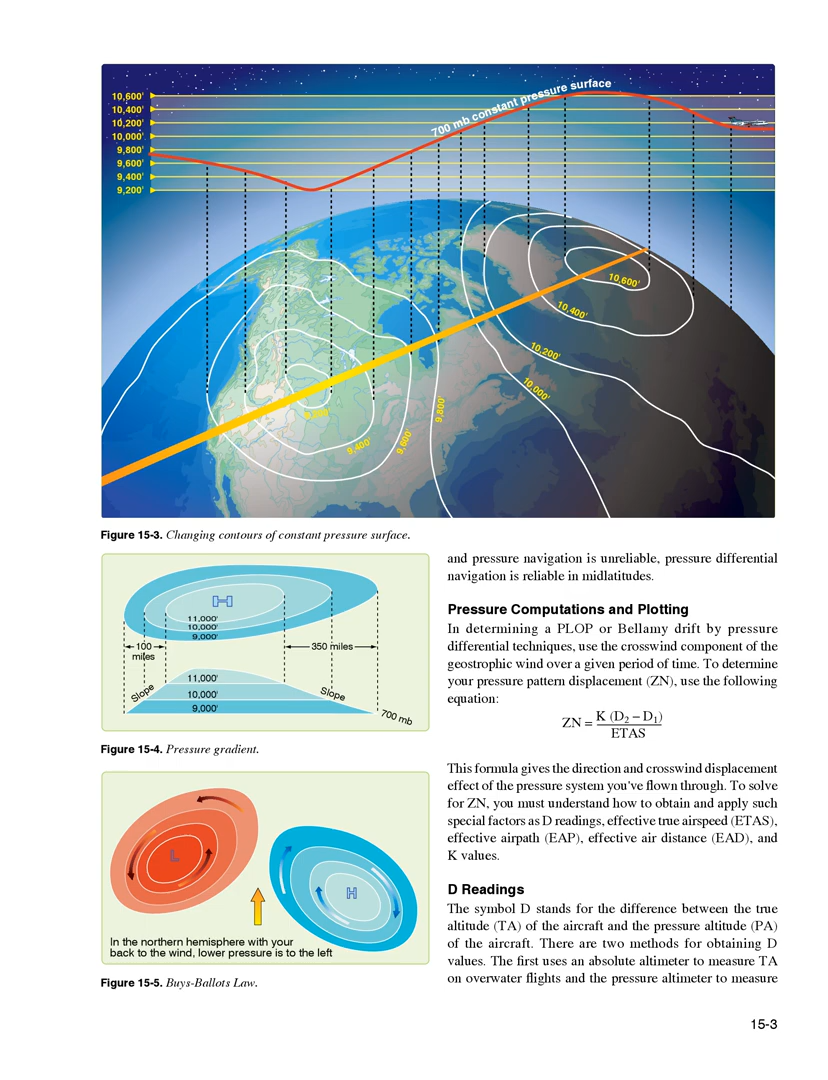 700 mb constant pressure surface
10,600'
10,400'
10,200'
10,000'
9,800'
9,600'
9,400'
9,200'
10,600'
10,400'
10,200'
10,000'
9,800'
9,600'
9,400'
9,200'
Figure 15-3. Changing contours of constant pressure surface.
H
11,000'
10,000'
9,000'
100
miles
350 miles
11,000'
10,000'
9,000'
Slope
Slope
700 mb
Figure 15-4. Pressure gradient.
L
H
In the northern hemisphere with your
back to the wind, lower pressure is to the left
Figure 15-5. Buys-Ballots Law.
and pressure navigation is unreliable, pressure differential
navigation is reliable in midlatitudes.
Pressure Computations and Plotting
In determining a PLOP or Bellamy drift by pressure
differential techniques, use the crosswind component of the
geostrophic wind over a given period of time. To determine
your pressure pattern displacement (ZN), use the following
equation:
ZN = K (D₂ − D₁)
ETAS
This formula gives the direction and crosswind displacement
effect of the pressure system you've flown through. To solve
for ZN, you must understand how to obtain and apply such
special factors as D readings, effective true airspeed (ETAS),
effective airpath (EAP), effective air distance (EAD), and
K values.
D Readings
The symbol D stands for the difference between the true
altitude (TA) of the aircraft and the pressure altitude (PA)
of the aircraft. There are two methods for obtaining D
values. The first uses an absolute altimeter to measure TA
on overwater flights and the pressure altimeter to measure
15-3